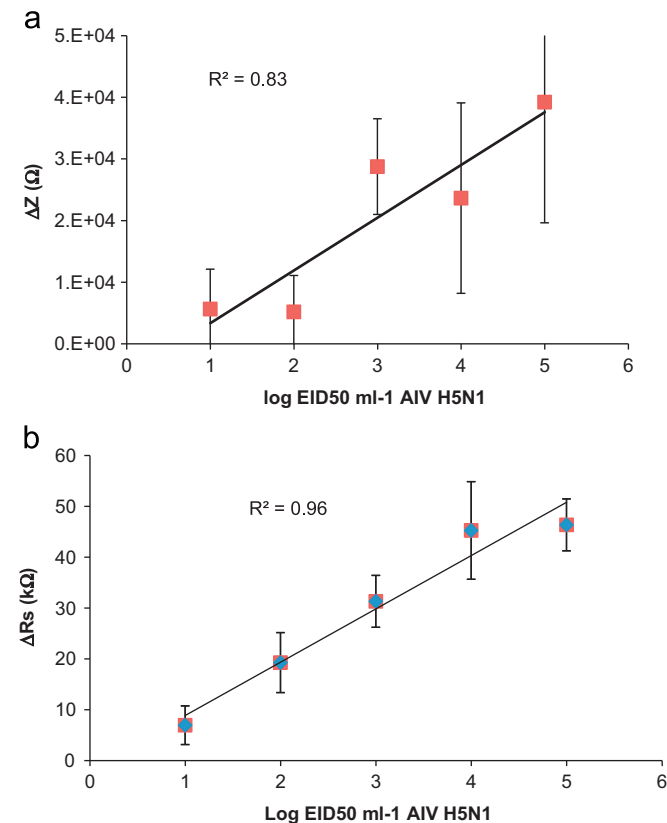 a
5.E+04
4.E+04
3.E+04
2.E+04
1.E+04
0.E+00
ΔZ (Ω)
R² = 0.83
0 1 2 3 4 5 6
log EID50 ml-1 AIV H5N1
b
60
50
40
30
20
10
0
ΔRs (kΩ)
R² = 0.96
0 1 2 3 4 5 6
Log EID50 ml-1 AIV H5N1